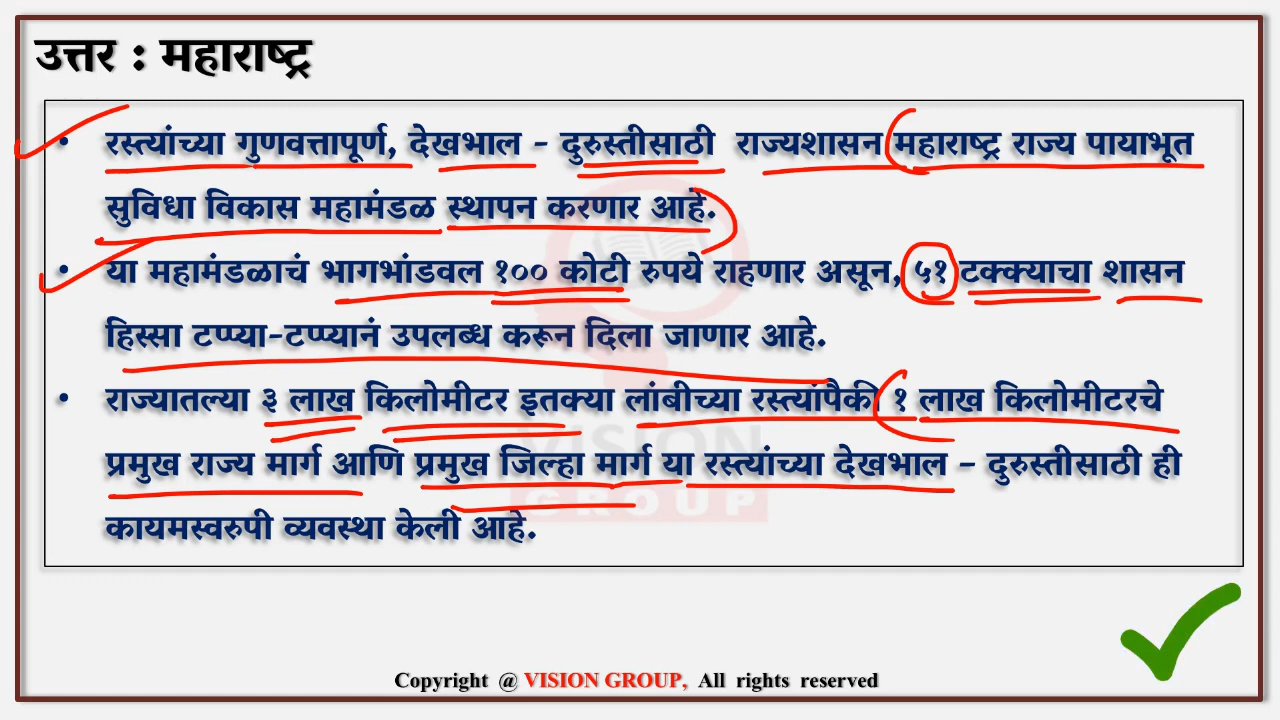 उत्तर : महाराष्ट्र
• रस्त्यांच्या गुणवत्तापूर्ण, देखभाल - दुरुस्तीसाठी राज्यशासन महाराष्ट्र राज्य पायाभूत
सुविधा विकास महामंडळ स्थापन करणार आहे.
• या महामंडळाचं भागभांडवल १०० कोटी रुपये राहणार असून, ५१ टक्क्याचा शासन
हिस्सा टप्प्या-टप्प्यानं उपलब्ध करून दिला जाणार आहे.
• राज्यातल्या ३ लाख किलोमीटर इतक्या लांबीच्या रस्त्यांपैकी १ लाख किलोमीटरचे
प्रमुख राज्य मार्ग आणि प्रमुख जिल्हा मार्ग या रस्त्यांच्या देखभाल - दुरुस्तीसाठी ही
कायमस्वरुपी व्यवस्था केली आहे.
VISION
GROUP
Copyright @ VISION GROUP, All rights reserved